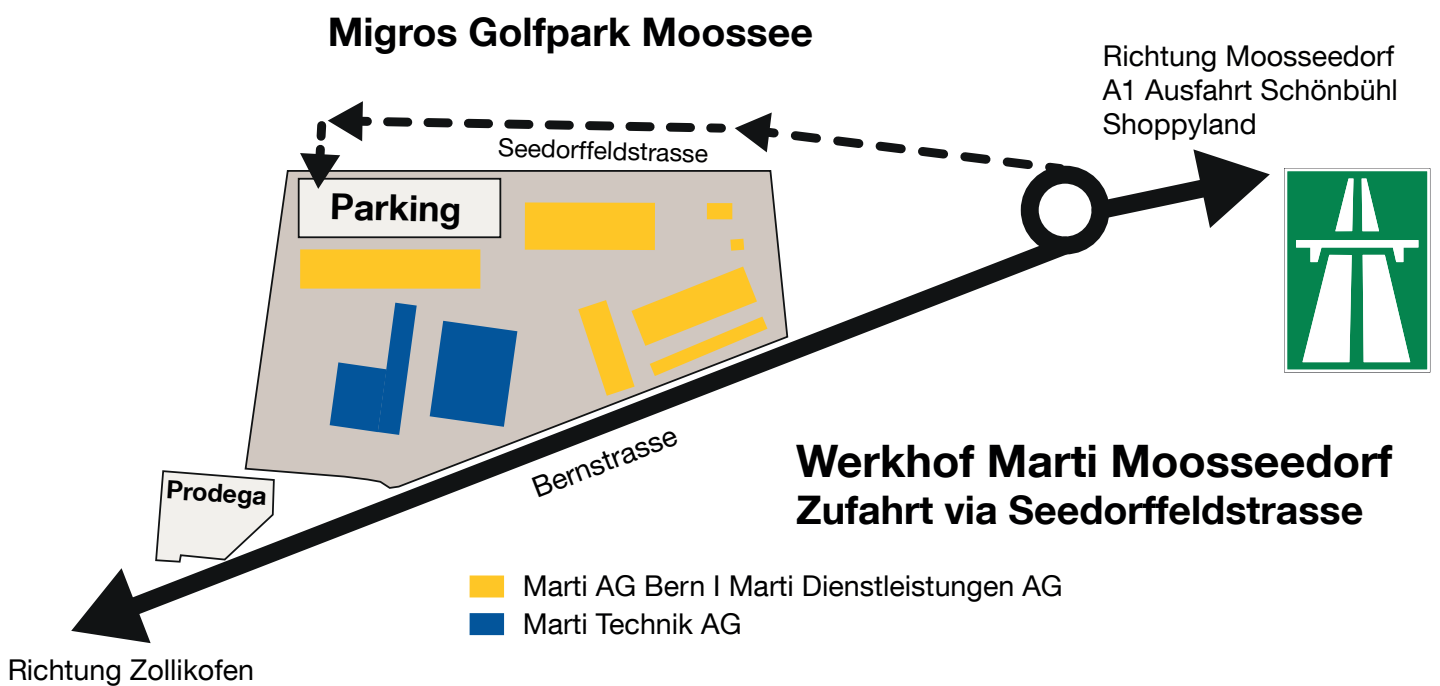 Migros Golfpark Moossee
Richtung Moosseedorf
A1 Ausfahrt Schönbühl
Shoppyland
Seedorffeldstrasse
Parking
Bernstrasse
Werkhof Marti Moosseedorf
Zufahrt via Seedorffeldstrasse
Prodega
Marti AG Bern I Marti Dienstleistungen AG
Marti Technik AG
Richtung Zollikofen